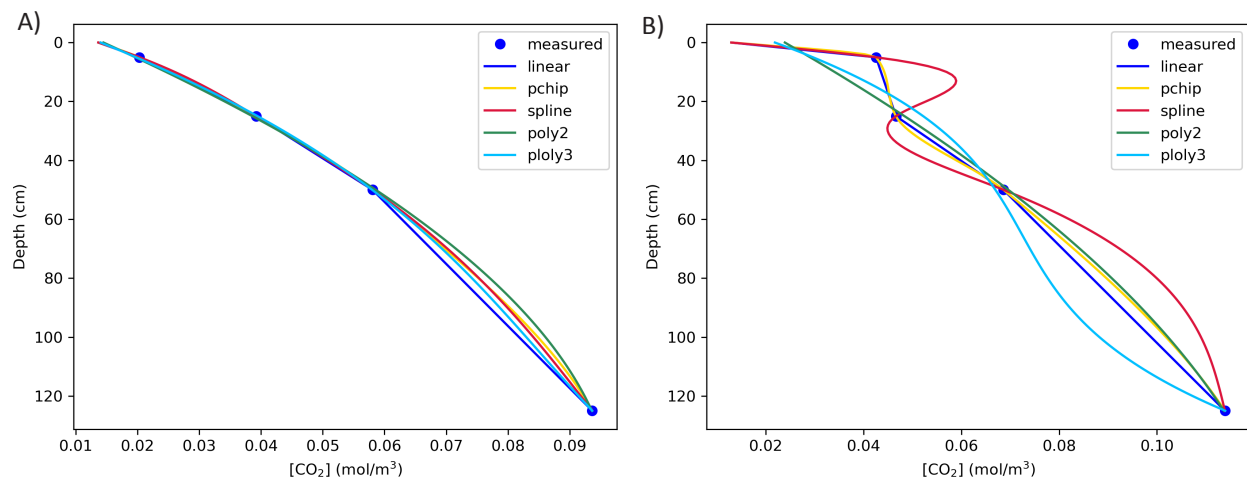 A)
0
20
40
60
80
100
120
Depth (cm)
0.01 0.02 0.03 0.04 0.05 0.06 0.07 0.08 0.09
[CO₂] (mol/m³)
measured
linear
pchip
spline
poly2
ploly3
B)
0
20
40
60
80
100
120
Depth (cm)
0.02 0.04 0.06 0.08 0.10
[CO₂] (mol/m³)
measured
linear
pchip
spline
poly2
ploly3